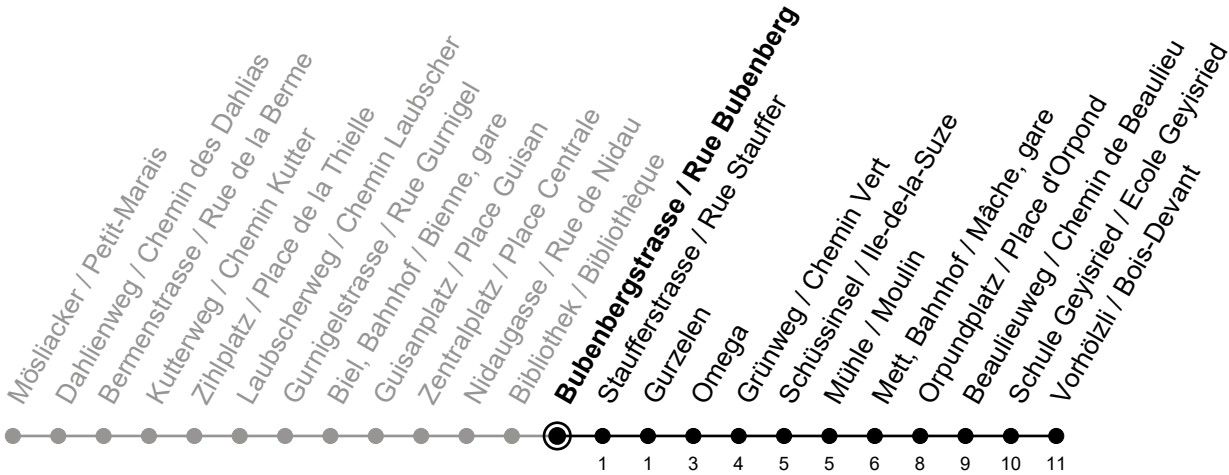 Mösliacker / Petit-Marais
Dahlienweg / Chemin des Dahlias
Bermenstrasse / Rue de la Berme
Kutterweg / Chemin Kutter
Zihlplatz / Place de la Thielle
Laubscherweg / Chemin Laubscher
Gurnigelstrasse / Rue Gurnigel
Biel, Bahnhof / Bienne, gare
Guisanplatz / Place Guisan
Zentralplatz / Place Centrale
Nidaugasse / Rue de Nidau
Bibliothek / Bibliothèque
Bubenbergstrasse / Rue Bubenberg
Staufferstrasse / Rue Stauffer
Gurzelen
Omega
Grünweg / Chemin Vert
Schüssinsel / Ile-de-la-Suze
Mühle / Moulin
Mett, Bahnhof / Mâche, gare
Orpundplatz / Place d'Orpond
Beaulieuweg / Chemin de Beaulieu
Schule Geyisried / Ecole Geyisried
Vorhölzli / Bois-Devant
1 1 3 4 5 5 6 8 9 10 11